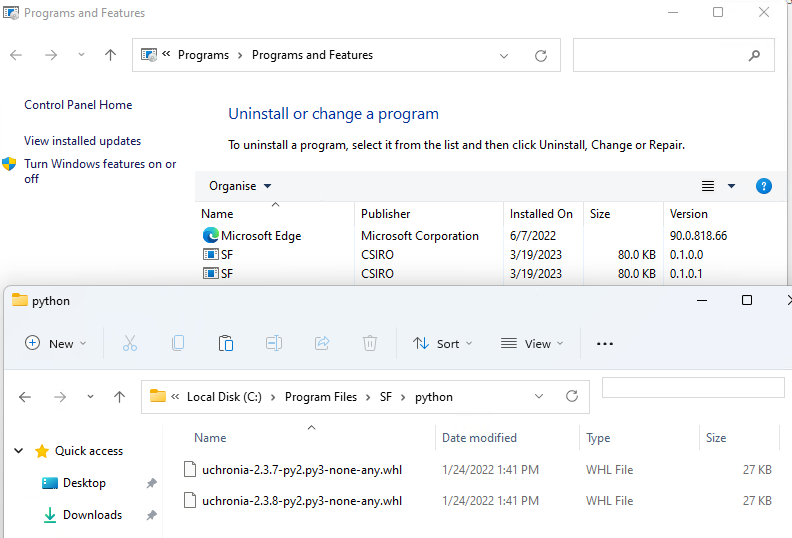 Programs and Features
« Programs › Programs and Features
Control Panel Home
View installed updates
Turn Windows features on or
off
Uninstall or change a program
To uninstall a program, select it from the list and then click Uninstall, Change or Repair.
Organise
?
Name Publisher Installed On Size Version
Microsoft Edge Microsoft Corporation 6/7/2022 90.0.818.66
SF CSIRO 3/19/2023 80.0 KB 0.1.0.0
SF CSIRO 3/19/2023 80.0 KB 0.1.0.1
python
New Sort View ...
« Local Disk (C:) › Program Files › SF › python
Quick access
Desktop
Downloads
Name Date modified Type Size
uchronia-2.3.7-py2.py3-none-any.whl 1/24/2022 1:41 PM WHL File 27 KB
uchronia-2.3.8-py2.py3-none-any.whl 1/24/2022 1:41 PM WHL File 27 KB